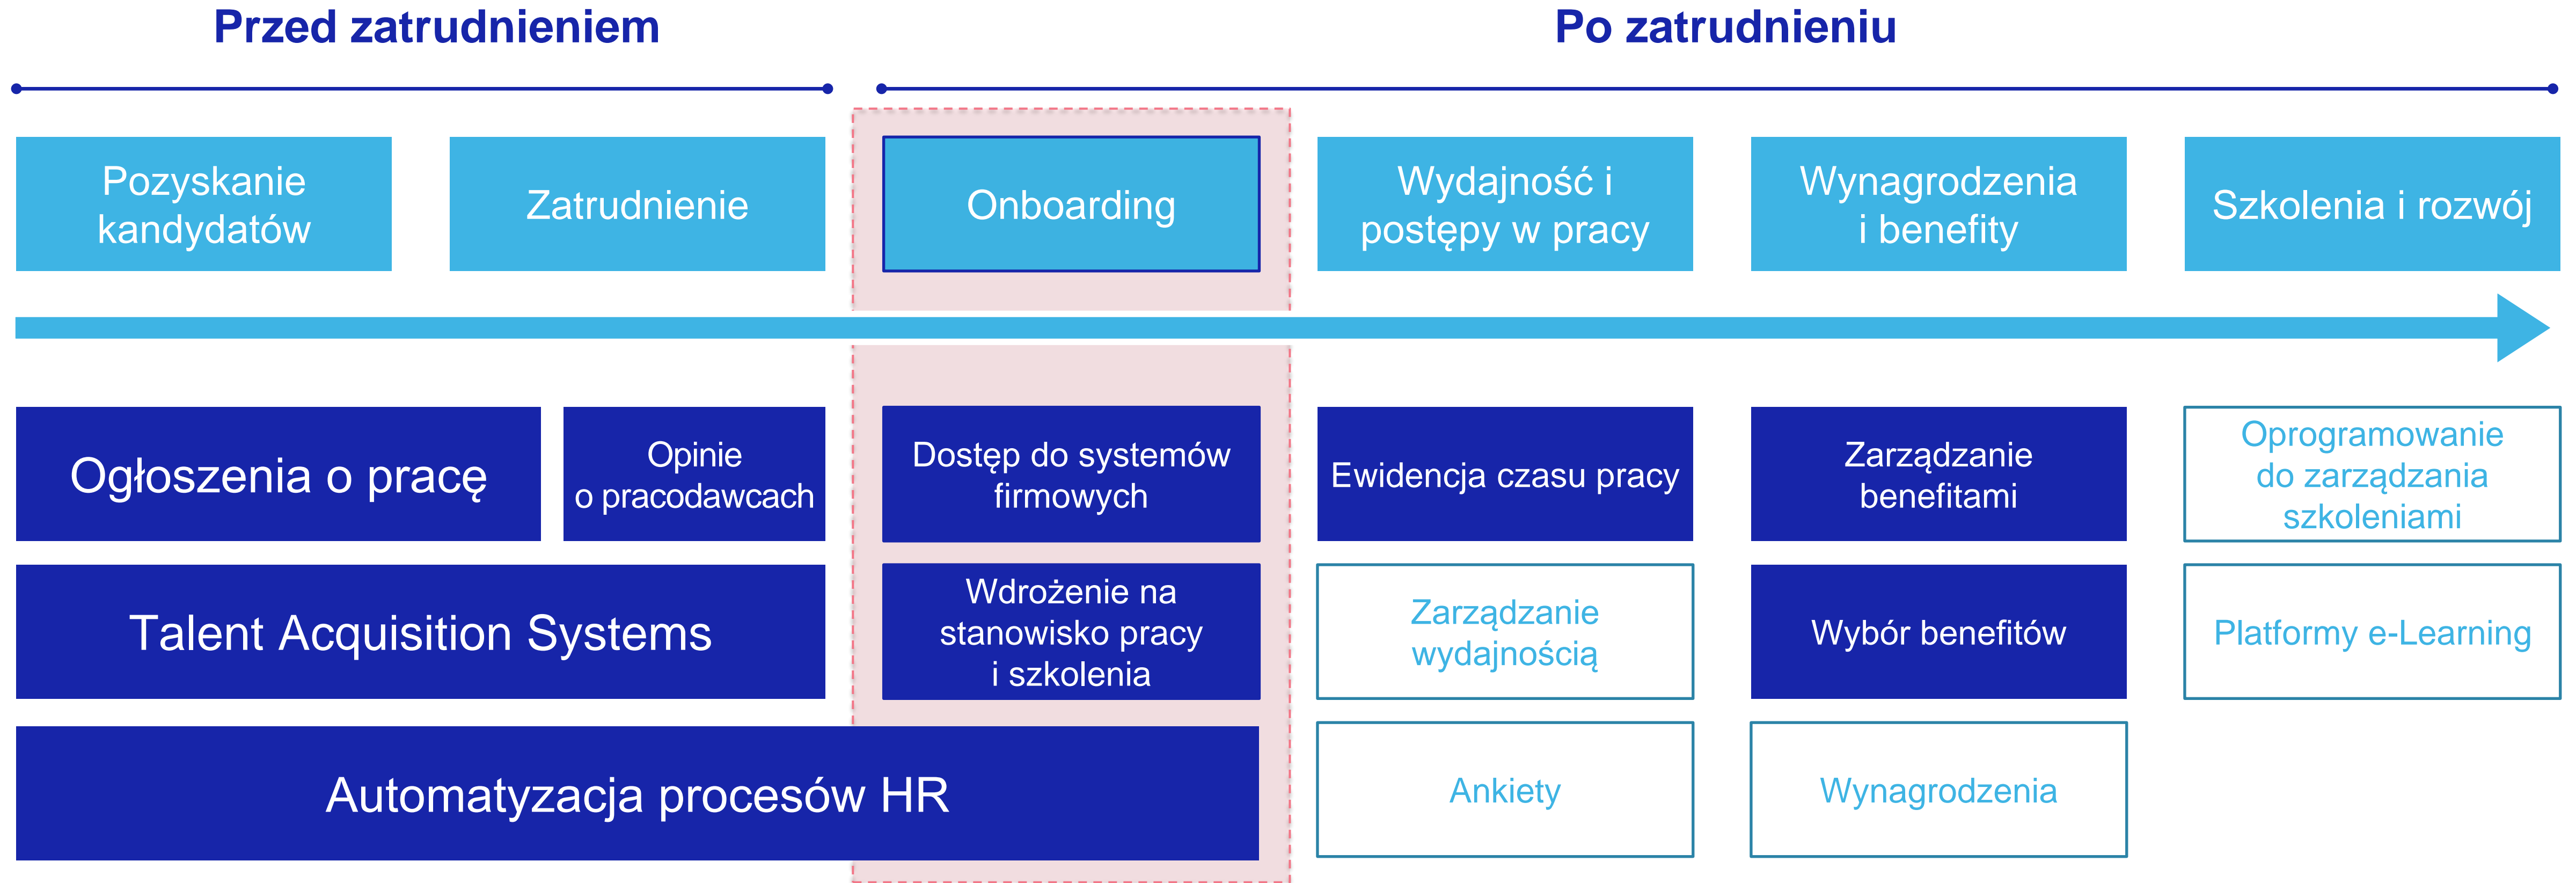 Przed zatrudnieniem
Po zatrudnieniu
Pozyskanie
kandydatów
Zatrudnienie
Onboarding
Wydajność i
postępy w pracy
Wynagrodzenia
i benefity
Szkolenia i rozwój
Ogłoszenia o pracę
Opinie
o pracodawcach
Dostęp do systemów
firmowych
Ewidencja czasu pracy
Zarządzanie
benefitami
Oprogramowanie
do zarządzania
szkoleniami
Talent Acquisition Systems
Wdrożenie na
stanowisko pracy
i szkolenia
Zarządzanie
wydajnością
Wybór benefitów
Platformy e-Learning
Automatyzacja procesów HR
Ankiety
Wynagrodzenia